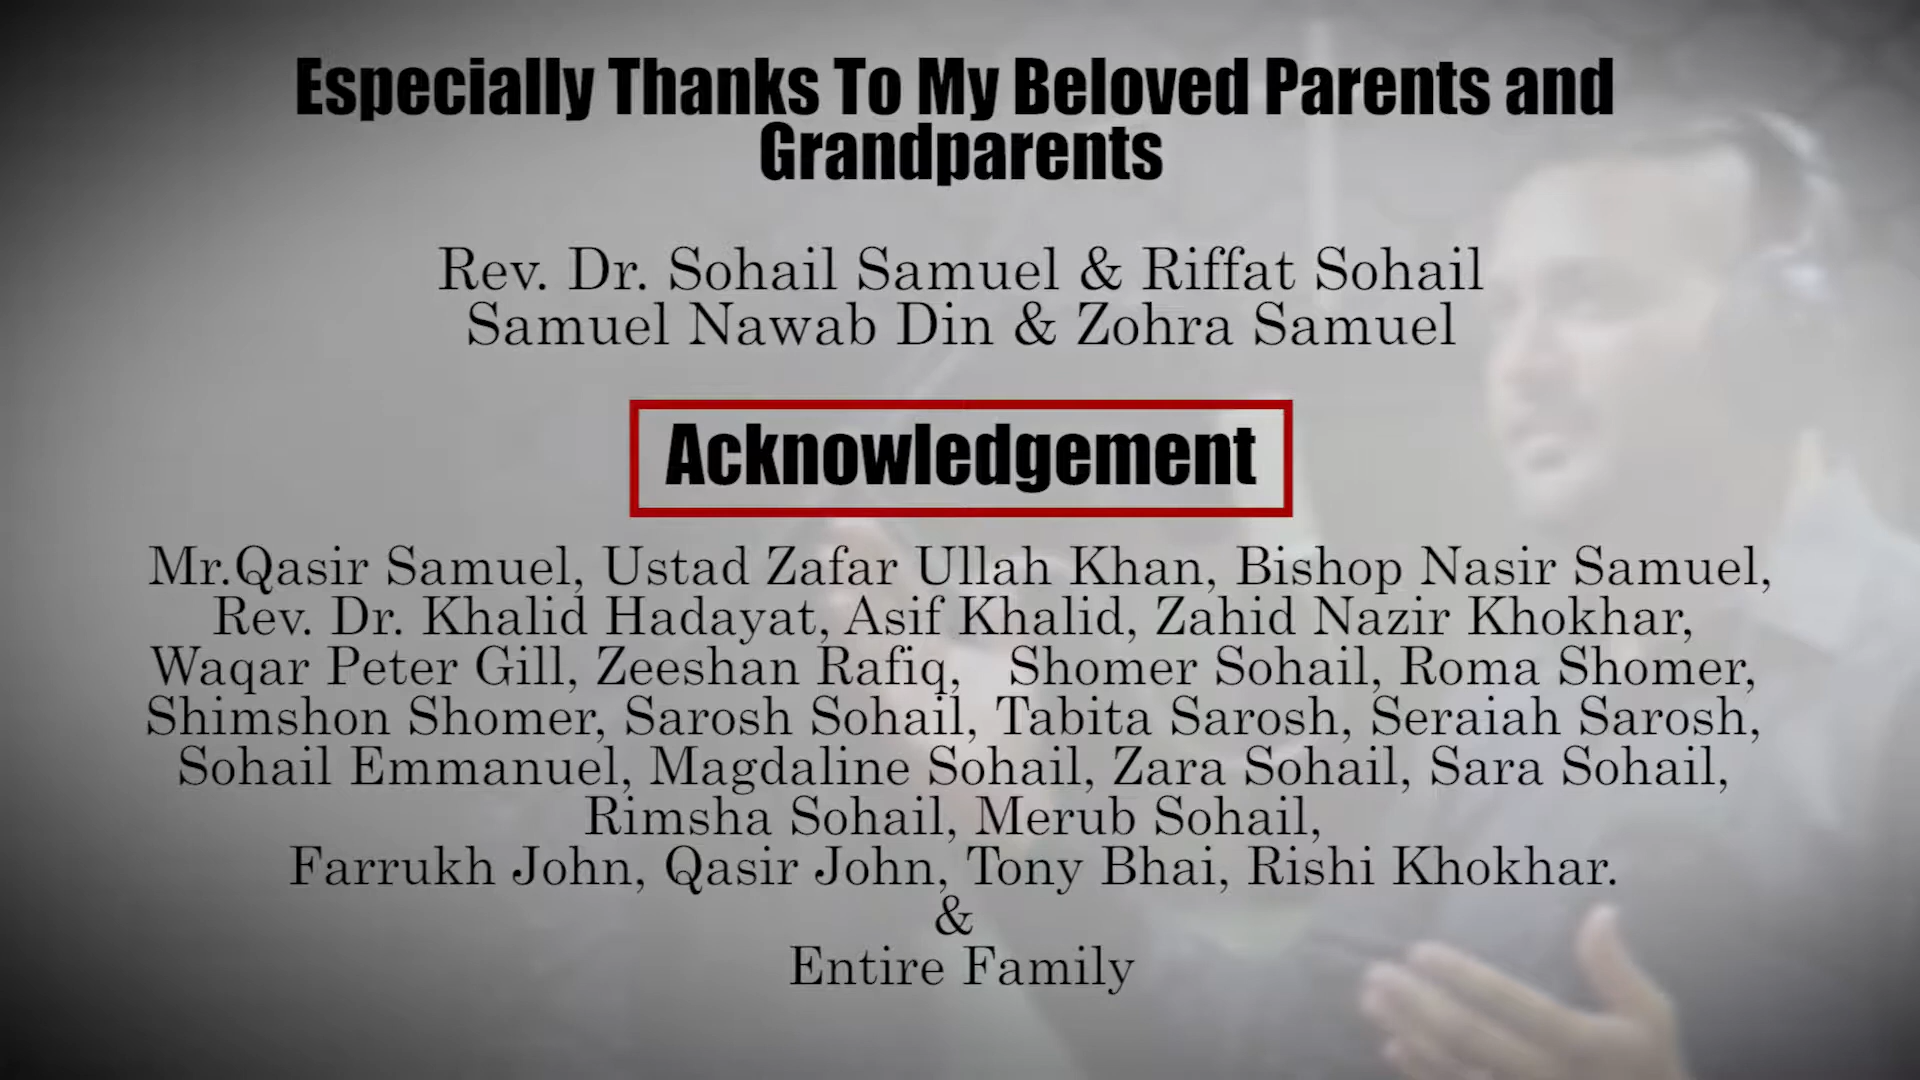 Especially Thanks To My Beloved Parents and
Grandparents
Rev. Dr. Sohail Samuel & Riffat Sohail
Samuel Nawab Din & Zohra Samuel
Acknowledgement
Mr.Qasir Samuel, Ustad Zafar Ullah Khan, Bishop Nasir Samuel,
Rev. Dr. Khalid Hadayat, Asif Khalid, Zahid Nazir Khokhar,
Waqar Peter Gill, Zeeshan Rafiq, Shomer Sohail, Roma Shomer,
Shimshon Shomer, Sarosh Sohail, Tabita Sarosh, Seraiah Sarosh,
Sohail Emmanuel, Magdaline Sohail, Zara Sohail, Sara Sohail,
Rimsha Sohail, Merub Sohail,
Farrukh John, Qasir John, Tony Bhai, Rishi Khokhar.
&
Entire Family